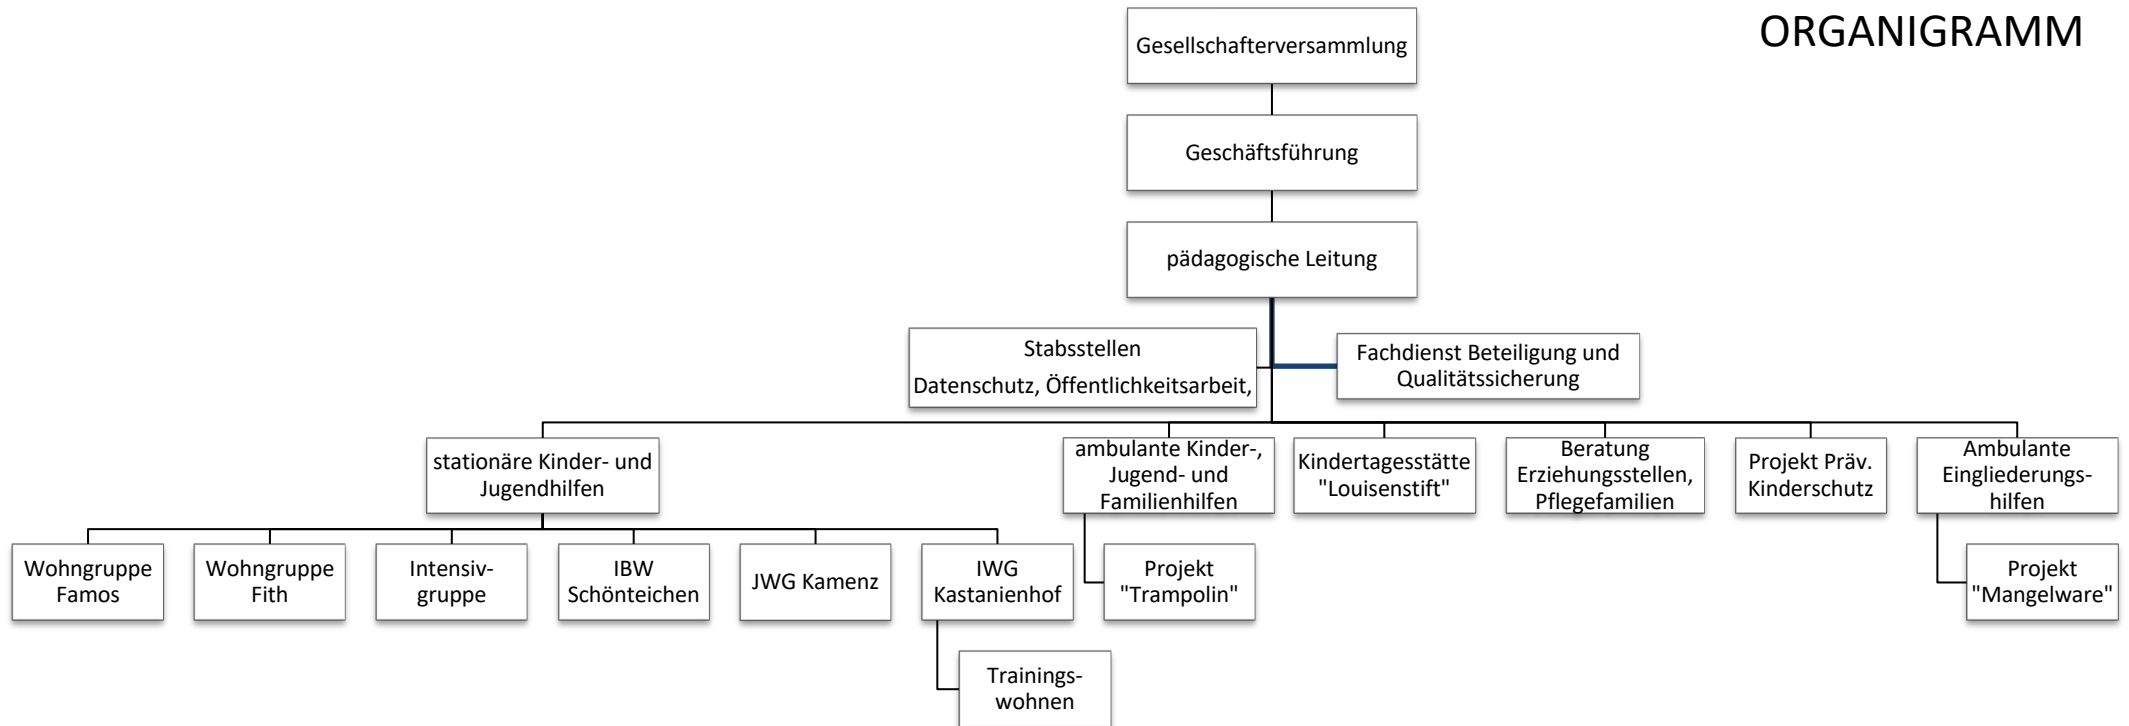 ORGANIGRAMM
Gesellschafterversammlung
Geschäftsführung
pädagogische Leitung
Stabsstellen
Datenschutz, Öffentlichkeitsarbeit,
Fachdienst Beteiligung und
Qualitätssicherung
stationäre Kinder- und
Jugendhilfen
ambulante Kinder-,
Jugend- und
Familienhilfen
Kindertagesstätte
"Louisenstift"
Beratung
Erziehungsstellen,
Pflegefamilien
Projekt Präv.
Kinderschutz
Ambulante
Eingliederungs-
hilfen
Wohngruppe
Famos
Wohngruppe
Fith
Intensiv-
gruppe
IBW
Schönteichen
JWG Kamenz
IWG
Kastanienhof
Projekt
"Trampolin"
Projekt
"Mangelware"
Trainings-
wohnen